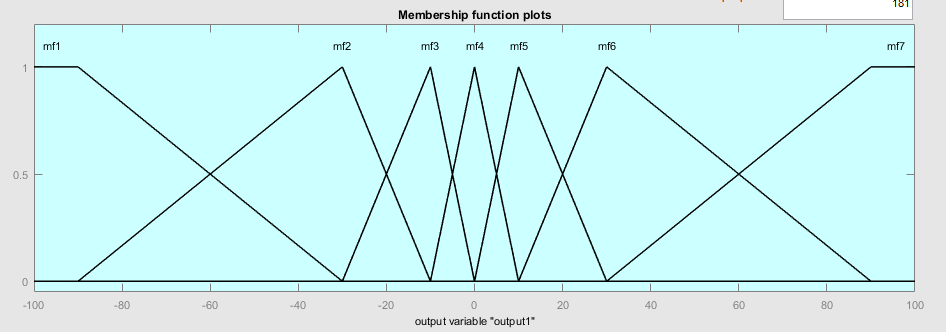 181
Membership function plots
mf1 mf2 mf3 mf4 mf5 mf6 mf7
1
0.5
0
-100 -80 -60 -40 -20 0 20 40 60 80 100
output variable "output1"